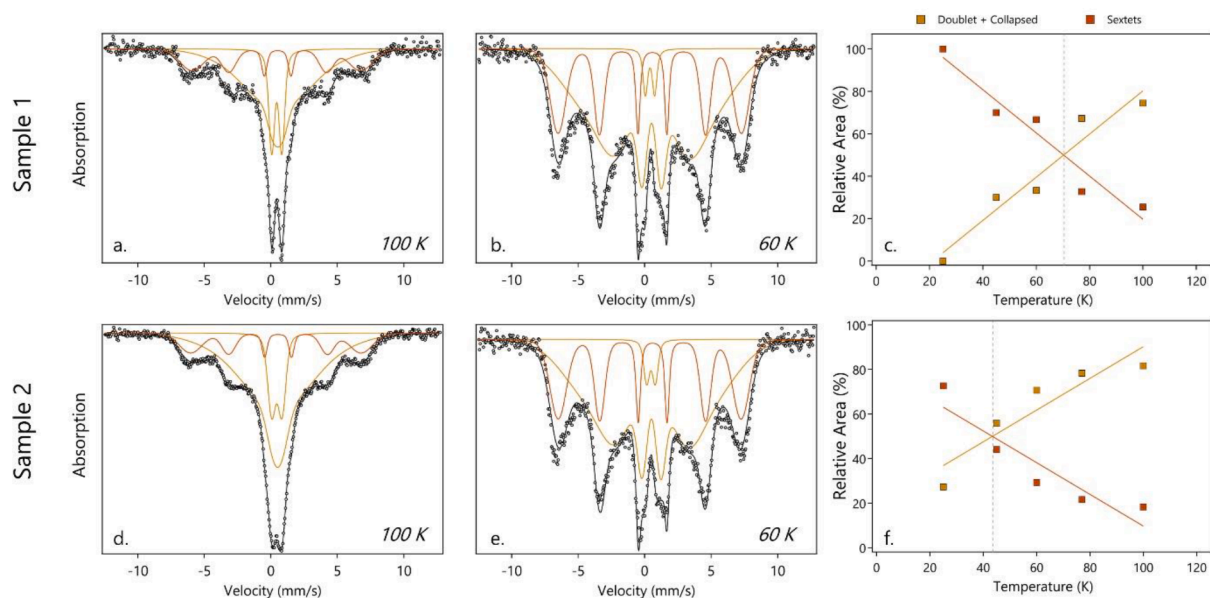 Doublet + Collapsed
Sextets
Sample 1
Absorption
a.
100 K
-10 -5 0 5 10
Velocity (mm/s)
Absorption
b.
60 K
-10 -5 0 5 10
Velocity (mm/s)
Relative Area (%)
100
80
60
40
20
0
c.
0 20 40 60 80 100 120
Temperature (K)
Sample 2
Absorption
d.
100 K
-10 -5 0 5 10
Velocity (mm/s)
Absorption
e.
60 K
-10 -5 0 5 10
Velocity (mm/s)
Relative Area (%)
100
80
60
40
20
0
f.
0 20 40 60 80 100 120
Temperature (K)